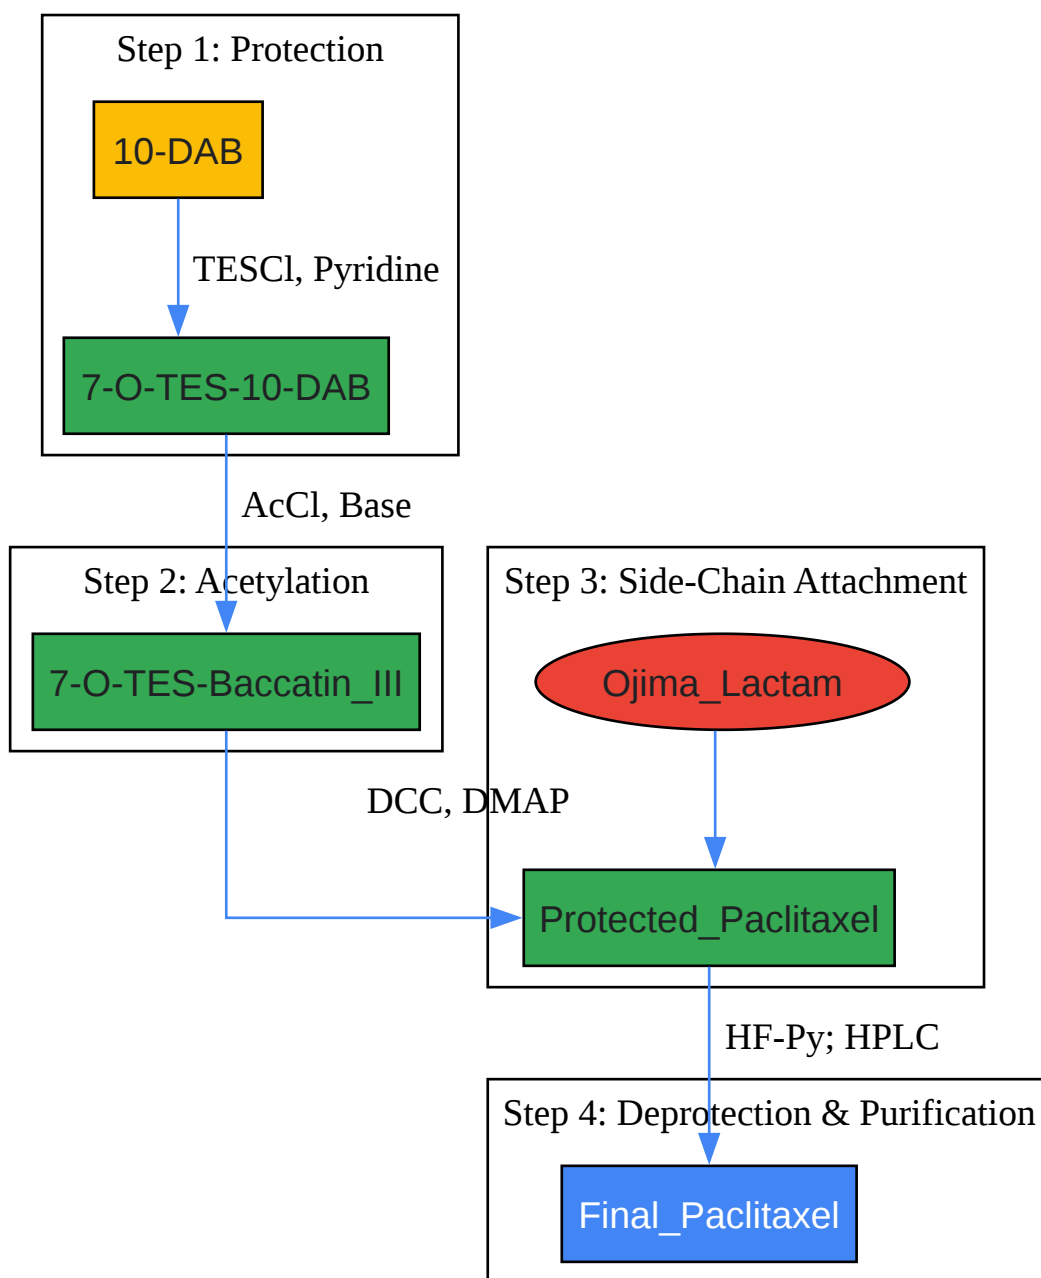 Step 1: Protection
10-DAB
TESCl, Pyridine
7-O-TES-10-DAB
AcCl, Base
Step 2: Acetylation
7-O-TES-Baccatin_III
Step 3: Side-Chain Attachment
Ojima_Lactam
DCC, DMAP
Protected_Paclitaxel
HF-Py; HPLC
Step 4: Deprotection & Purification
Final_Paclitaxel